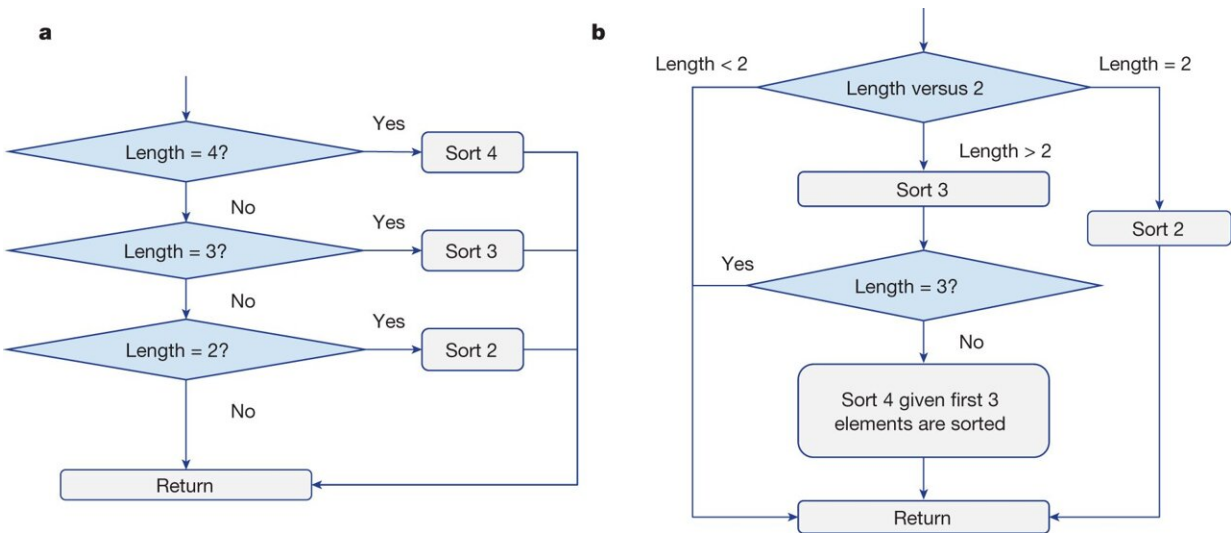 a
Length = 4?
Yes
Sort 4
No
Length = 3?
Yes
Sort 3
No
Length = 2?
Yes
Sort 2
No
Return
b
Length < 2
Length versus 2
Length = 2
Length > 2
Sort 3
Sort 2
Yes
Length = 3?
No
Sort 4 given first 3
elements are sorted
Return